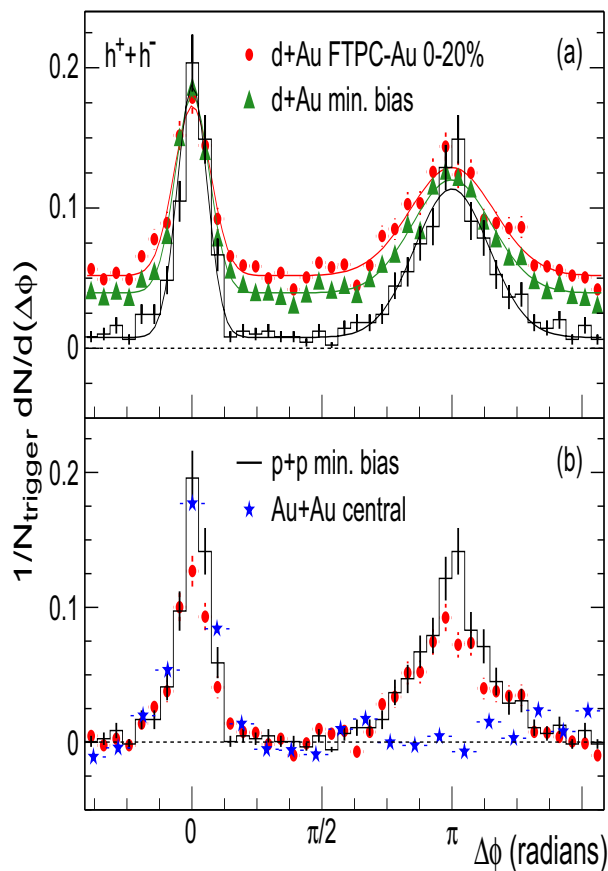 h⁺+h⁻
d+Au FTPC-Au 0-20%
(a)
d+Au min. bias
0.2
0.1
0
p+p min. bias
(b)
Au+Au central
0.2
0.1
0
0 π/2 π Δϕ (radians)
1/N_trigger dN/d(Δϕ)